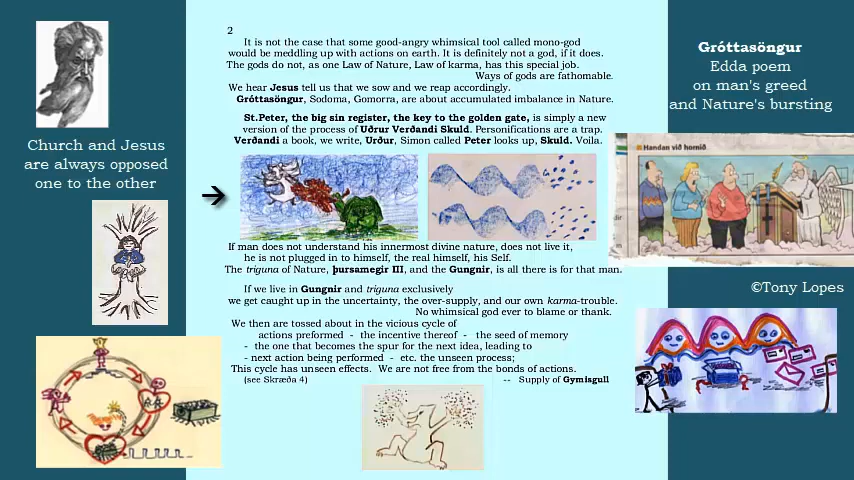 2
It is not the case that some good-angry whimsical tool called mono-god
would be meddling up with actions on earth. It is definitely not a god, if it does.
The gods do not, as one Law of Nature, Law of karma, has this special job.
Ways of gods are fathomable.
We hear Jesus tell us that we sow and we reap accordingly.
Gróttasöngur, Sodoma, Gomorra, are about accumulated imbalance in Nature.
St.Peter, the big sin register, the key to the golden gate, is simply a new
version of the process of Uðrur Verðandi Skuld. Personifications are a trap.
Verðandi a book, we write, Urður, Simon called Peter looks up, Skuld. Voila.
If man does not understand his innermost divine nature, does not live it,
he is not plugged in to himself, the real himself, his Self.
The triguna of Nature, þursamegir III, and the Gungnir, is all there is for that man.
If we live in Gungnir and triguna exclusively
we get caught up in the uncertainty, the over-supply, and our own karma-trouble.
No whimsical god ever to blame or thank.
We then are tossed about in the vicious cycle of
actions preformed - the incentive thereof - the seed of memory
- the one that becomes the spur for the next idea, leading to
- next action being performed - etc. the unseen process;
This cycle has unseen effects. We are not free from the bonds of actions.
(see Skræða 4) -- Supply of Gymisgull
Church and Jesus
are always opposed
one to the other
Gróttasöngur
Edda poem
on man's greed
and Nature's bursting
Handan við hornið
©Tony Lopes